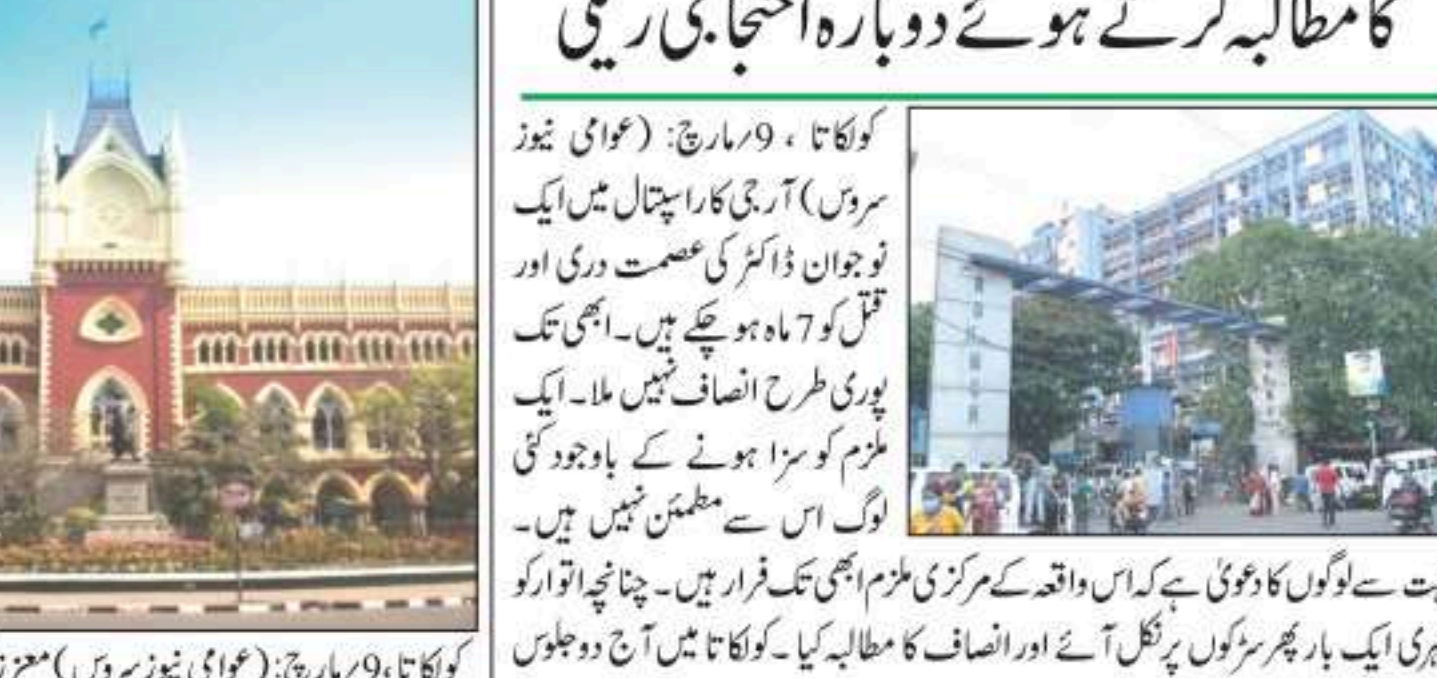 کا مطالبہ کرتے ہوئے دوبارہ احتجاجی ریلی
کولکاتا ، 9؍مارچ: (عوامی نیوز
سروس) آر جی کار اسپتال میں ایک
نوجوان ڈاکٹر کی عصمت دری اور
قتل کو 7 ماہ ہو چکے ہیں۔ ابھی تک
پوری طرح انصاف نہیں ملا۔ ایک
ملزم کو سزا ہونے کے باوجود کئی
لوگ اس سے مطمئن نہیں ہیں۔
سے لوگوں کا دعویٰ ہے کہ اس واقعہ کے مرکزی ملزم ابھی تک فرار ہیں۔ چنانچہ اتوار کو
ایک بار پھر سڑکوں پر نکل آئے اور انصاف کا مطالبہ کیا۔ کولکاتا میں آج دو جلوس
کولکاتا،9؍مارچ: (عوامی نیوز سروس)